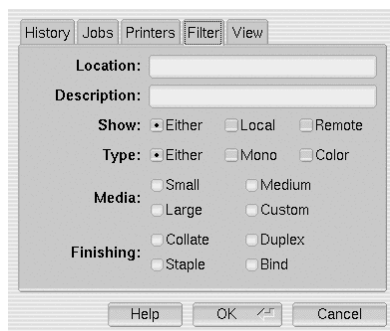 History Jobs Printers Filter View
Location:
Description:
Show: Either Local Remote
Type: Either Mono Color
Media: Small Medium
Large Custom
Finishing: Collate Duplex
Staple Bind
Help OK Cancel